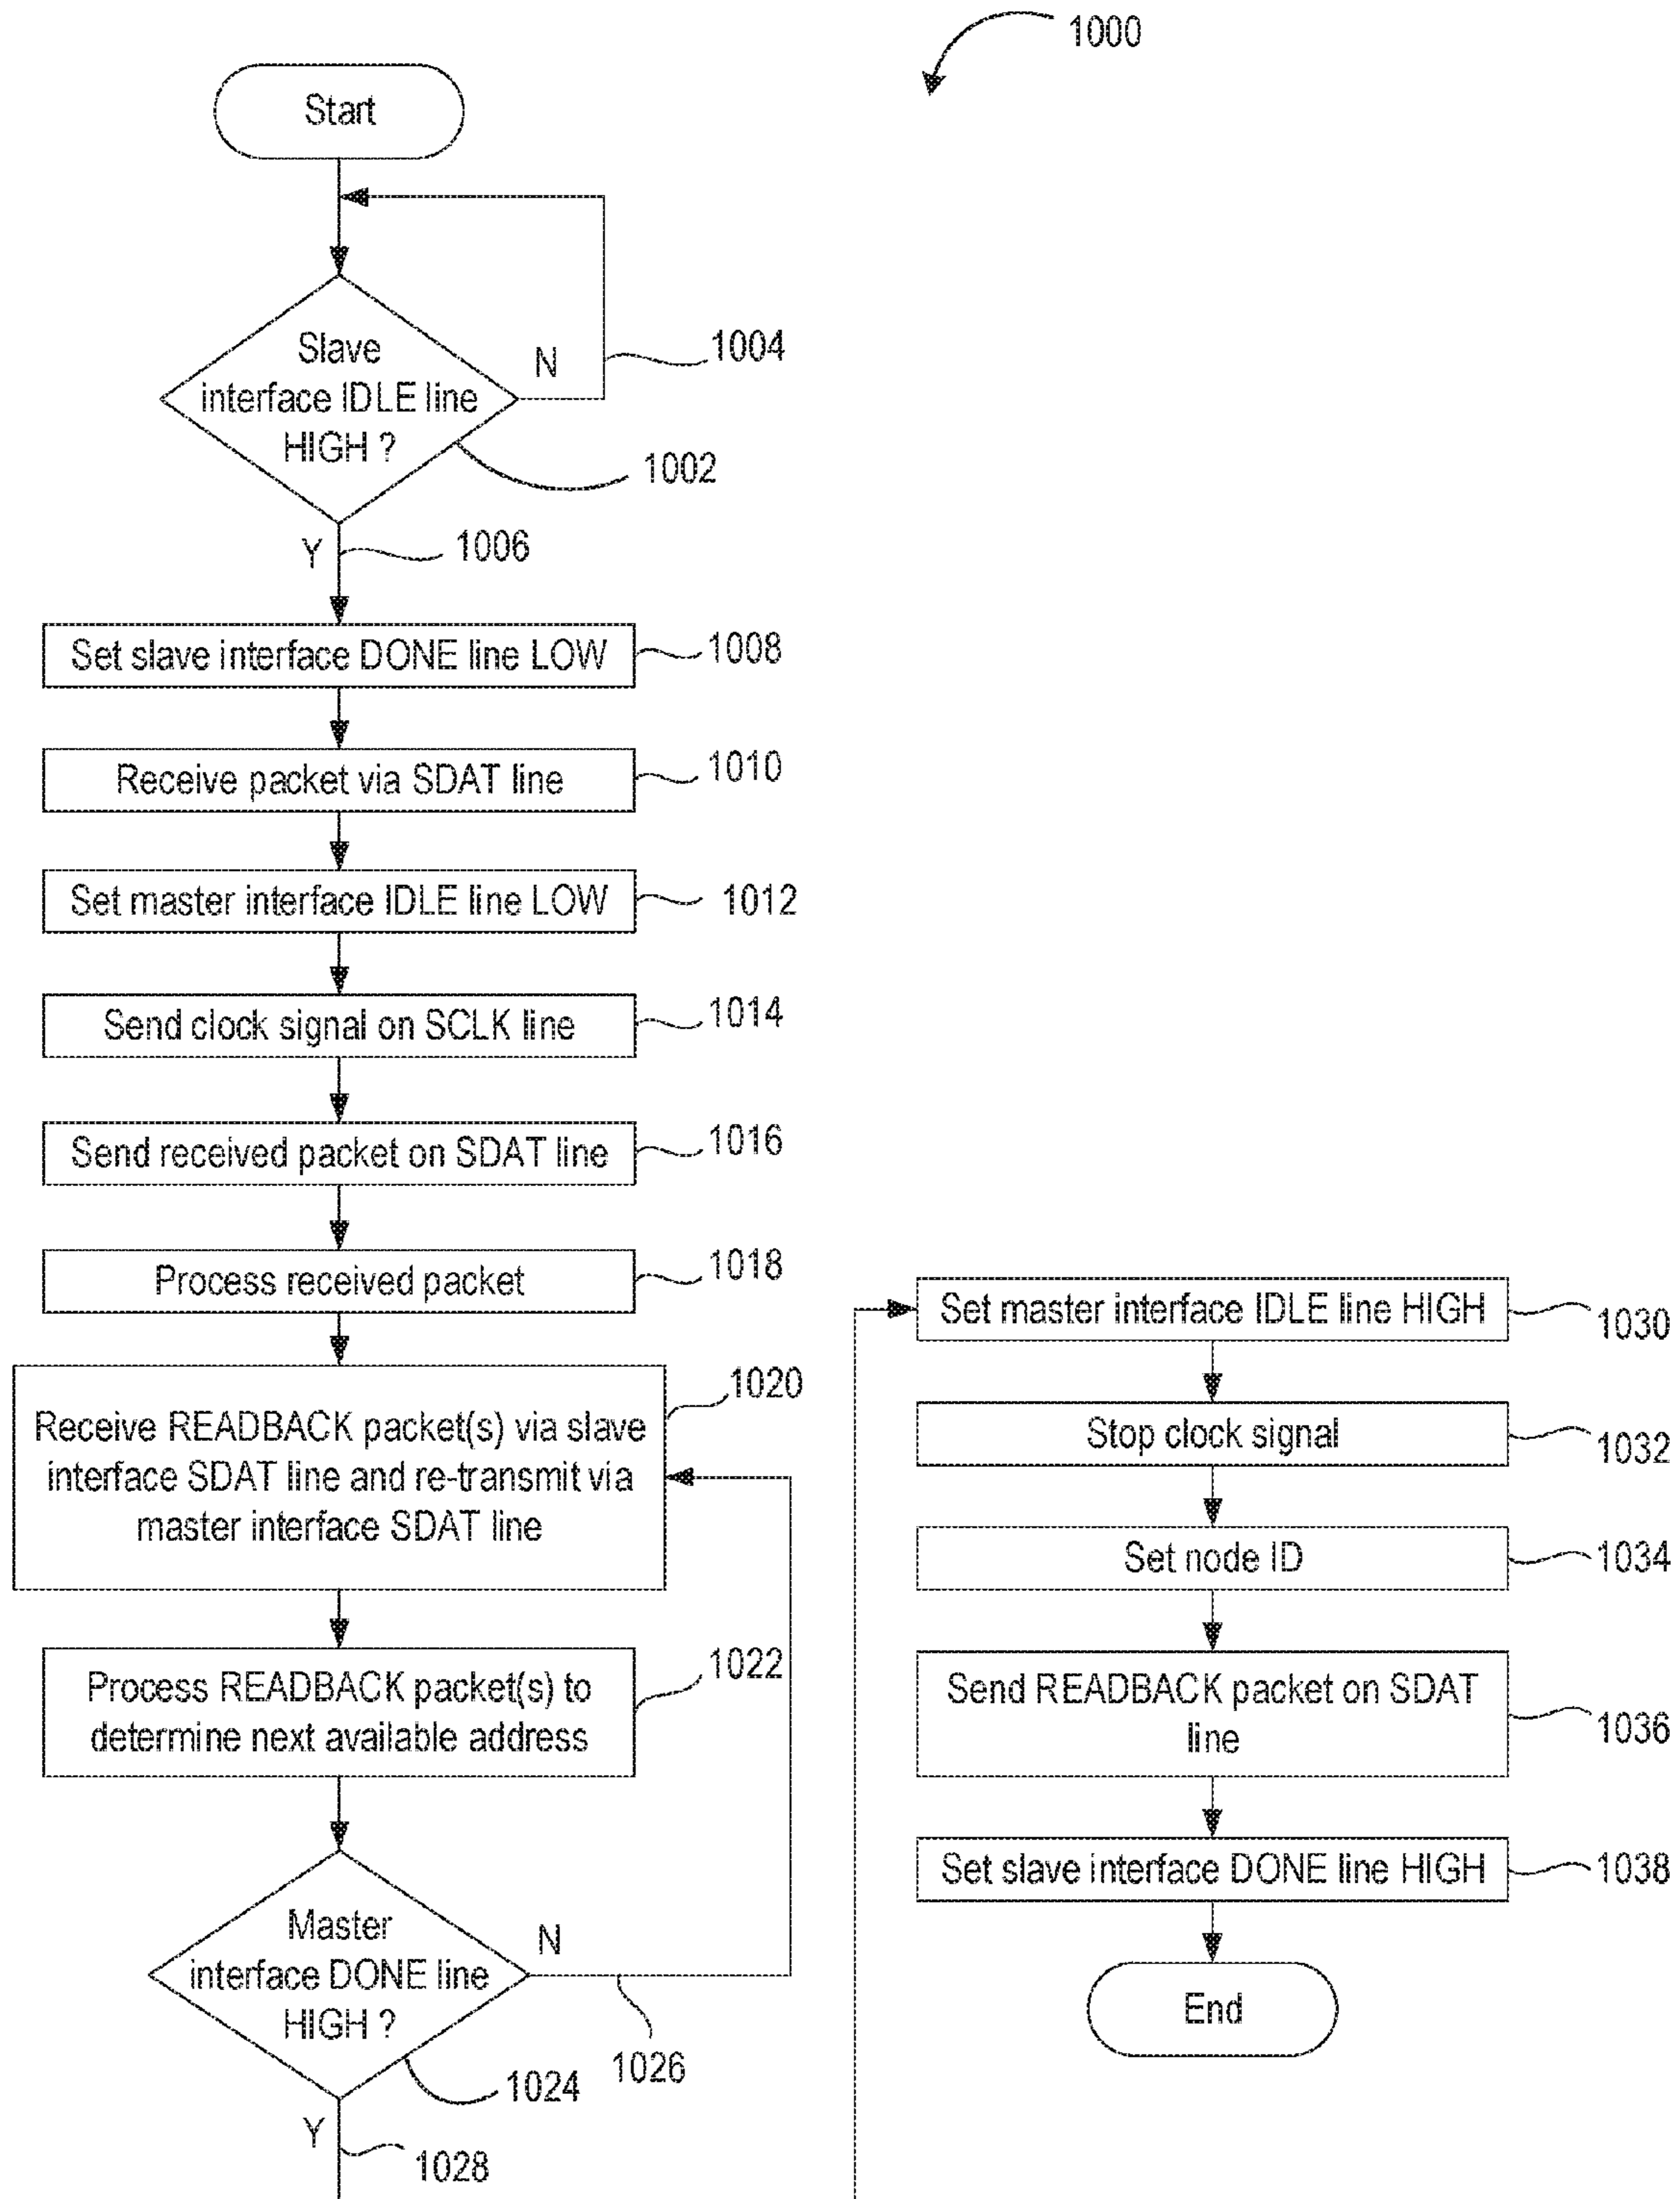 1000
Start
Slave
interface IDLE line
HIGH ?
N
1004
1002
Y
1006
Set slave interface DONE line LOW
1008
Receive packet via SDAT line
1010
Set master interface IDLE line LOW
1012
Send clock signal on SCLK line
1014
Send received packet on SDAT line
1016
Process received packet
1018
Receive READBACK packet(s) via slave
interface SDAT line and re-transmit via
master interface SDAT line
1020
Process READBACK packet(s) to
determine next available address
1022
Master
interface DONE line
HIGH ?
N
1026
1024
Y
1028
Set master interface IDLE line HIGH
1030
Stop clock signal
1032
Set node ID
1034
Send READBACK packet on SDAT
line
1036
Set slave interface DONE line HIGH
1038
End